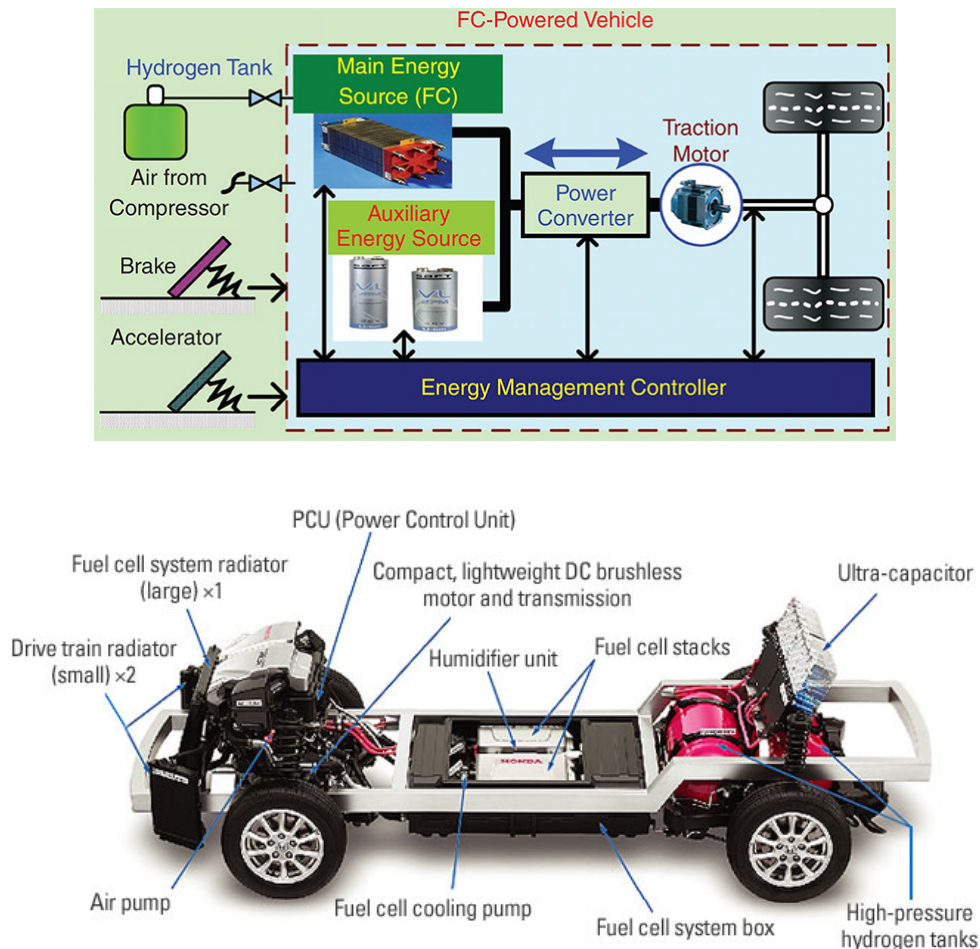 FC-Powered Vehicle
Hydrogen Tank
Main Energy
Source (FC)
Air from
Compressor
Auxiliary
Energy Source
SAFT
SAFT
Power
Converter
Traction
Motor
Brake
Accelerator
Energy Management Controller
PCU (Power Control Unit)
Fuel cell system radiator
(large) ×1
Compact, lightweight DC brushless
motor and transmission
Ultra-capacitor
Drive train radiator
(small) ×2
Humidifier unit
Fuel cell stacks
HONDA
Air pump
Fuel cell cooling pump
Fuel cell system box
High-pressure
hydrogen tanks